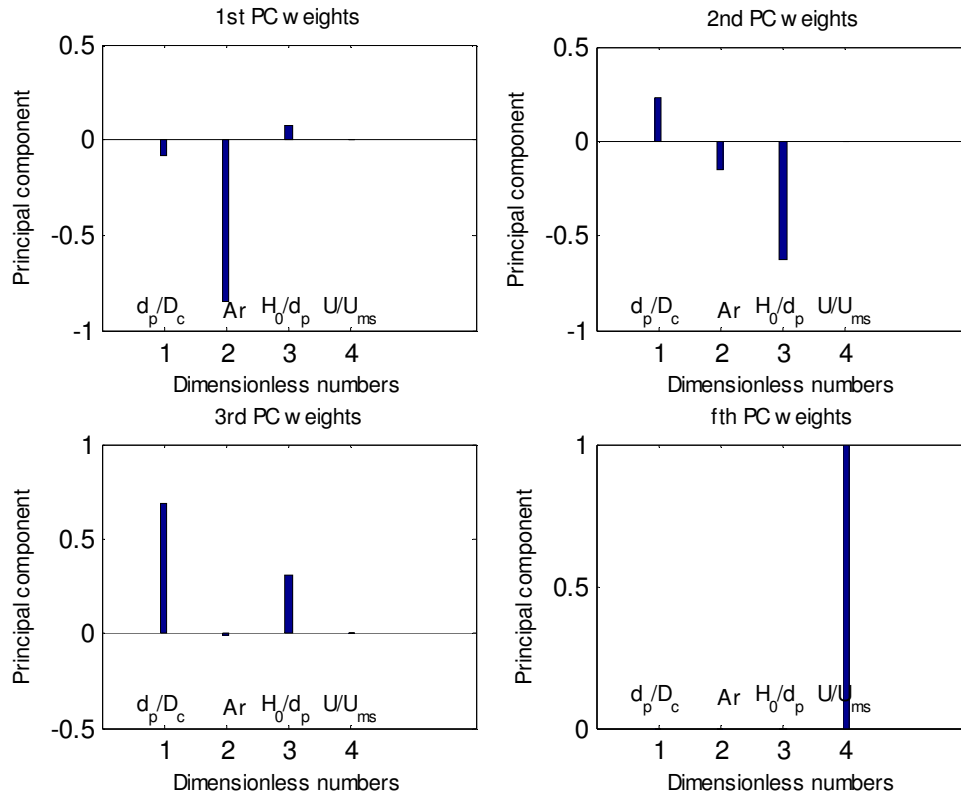 1st PC weights
0.5
0
-0.5
-1
Principal component
d_p/D_c Ar H_0/d_p U/U_ms
1 2 3 4
Dimensionless numbers
2nd PC weights
0.5
0
-0.5
-1
Principal component
d_p/D_c Ar H_0/d_p U/U_ms
1 2 3 4
Dimensionless numbers
3rd PC weights
1
0.5
0
-0.5
Principal component
d_p/D_c Ar H_0/d_p U/U_ms
1 2 3 4
Dimensionless numbers
fth PC weights
1
0.5
0
Principal component
d_p/D_c Ar H_0/d_p U/U_ms
1 2 3 4
Dimensionless numbers